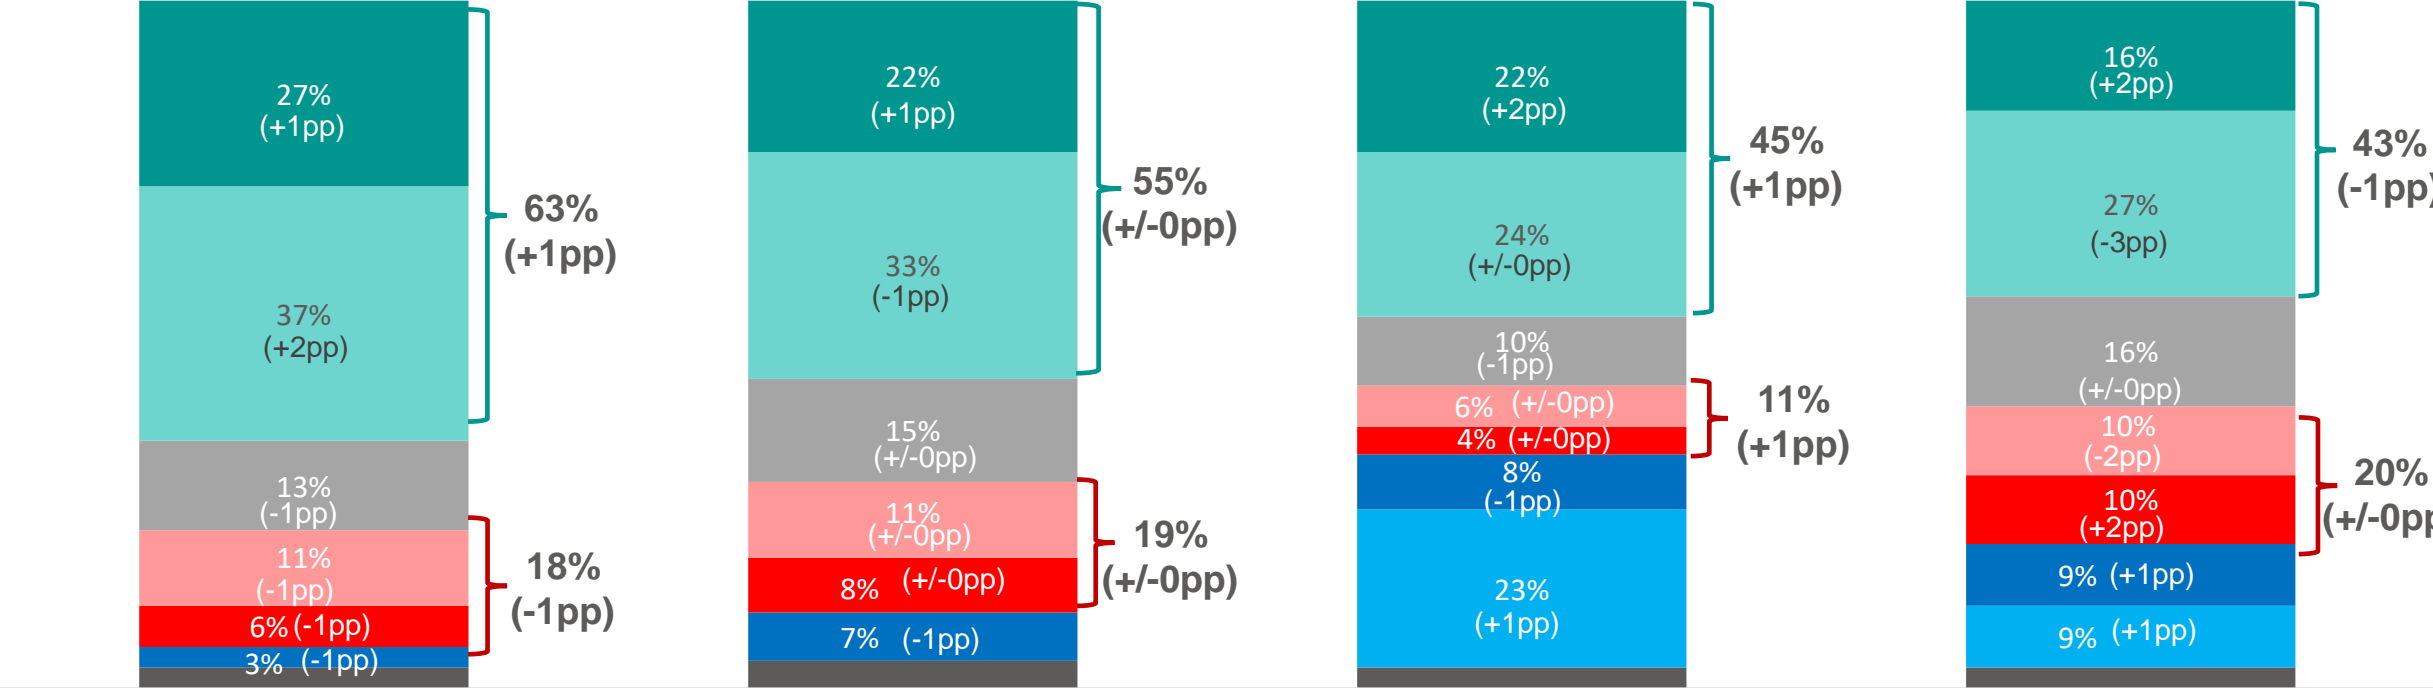 27%
(+1pp)
37%
(+2pp)
13%
(-1pp)
11%
(-1pp)
6% (-1pp)
3% (-1pp)
63%
(+1pp)
18%
(-1pp)
22%
(+1pp)
33%
(-1pp)
15%
(+/-0pp)
11%
(+/-0pp)
8% (+/-0pp)
7% (-1pp)
55%
(+/-0pp)
19%
(+/-0pp)
22%
(+2pp)
24%
(+/-0pp)
10%
(-1pp)
6% (+/-0pp)
4% (+/-0pp)
8%
(-1pp)
23%
(+1pp)
45%
(+1pp)
11%
(+1pp)
16%
(+2pp)
27%
(-3pp)
16%
(+/-0pp)
10%
(-2pp)
10%
(+2pp)
9% (+1pp)
9% (+1pp)
43%
(-1pp)
20%
(+/-0pp